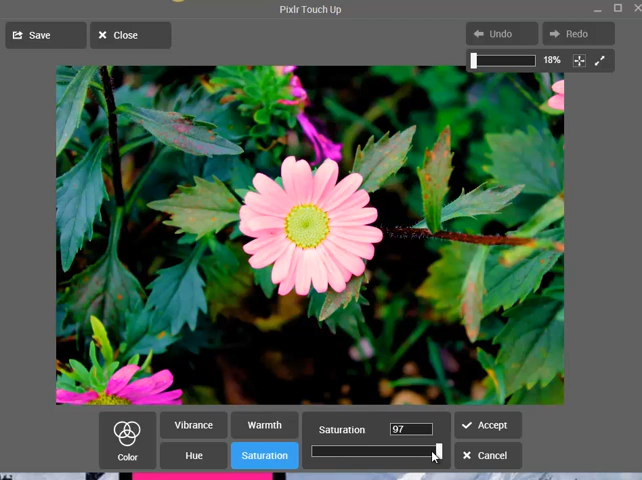 Pixlr Touch Up
Save
Close
Undo
Redo
18%
Color
Vibrance
Warmth
Hue
Saturation
Saturation
97
Accept
Cancel